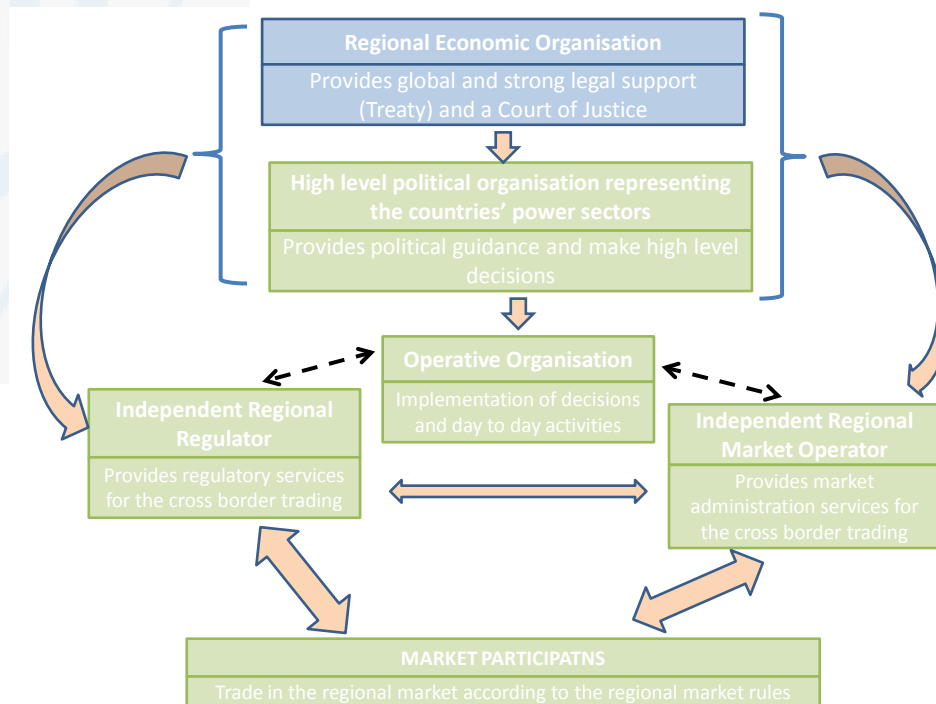 Regional Economic Organisation
Provides global and strong legal support
(Treaty) and a Court of Justice
High level political organisation representing
the countries’ power sectors
Provides political guidance and make high level
decisions
Operative Organisation
Implementation of decisions
and day to day activities
Independent Regional
Regulator
Provides regulatory services
for the cross border trading
Independent Regional
Market Operator
Provides market
administration services for
the cross border trading
MARKET PARTICIPATNS
Trade in the regional market according to the regional market rules